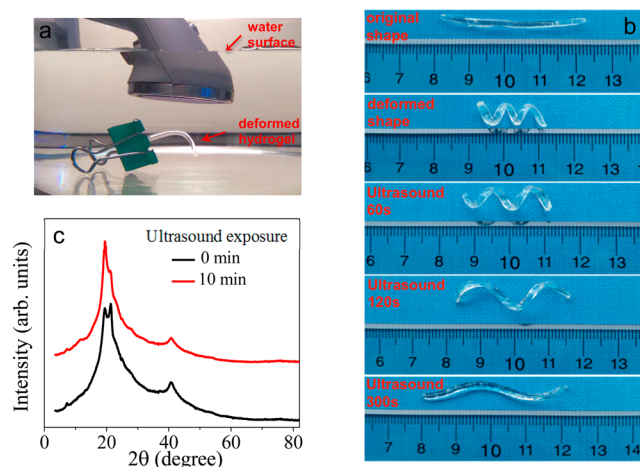 a
water
surface
deformed
hydrogel
c
Ultrasound exposure
0 min
10 min
Intensity (arb. units)
0 20 40 60 80
2θ (degree)
b
original
shape
6 7 8 9 10 11 12 13
deformed
shape
6 7 8 9 10 11 12 13
Ultrasound
60s
6 7 8 9 10 11 12 13
Ultrasound
120s
6 7 8 9 10 11 12 13
Ultrasound
300s
7 8 9 10 11 12 13 14